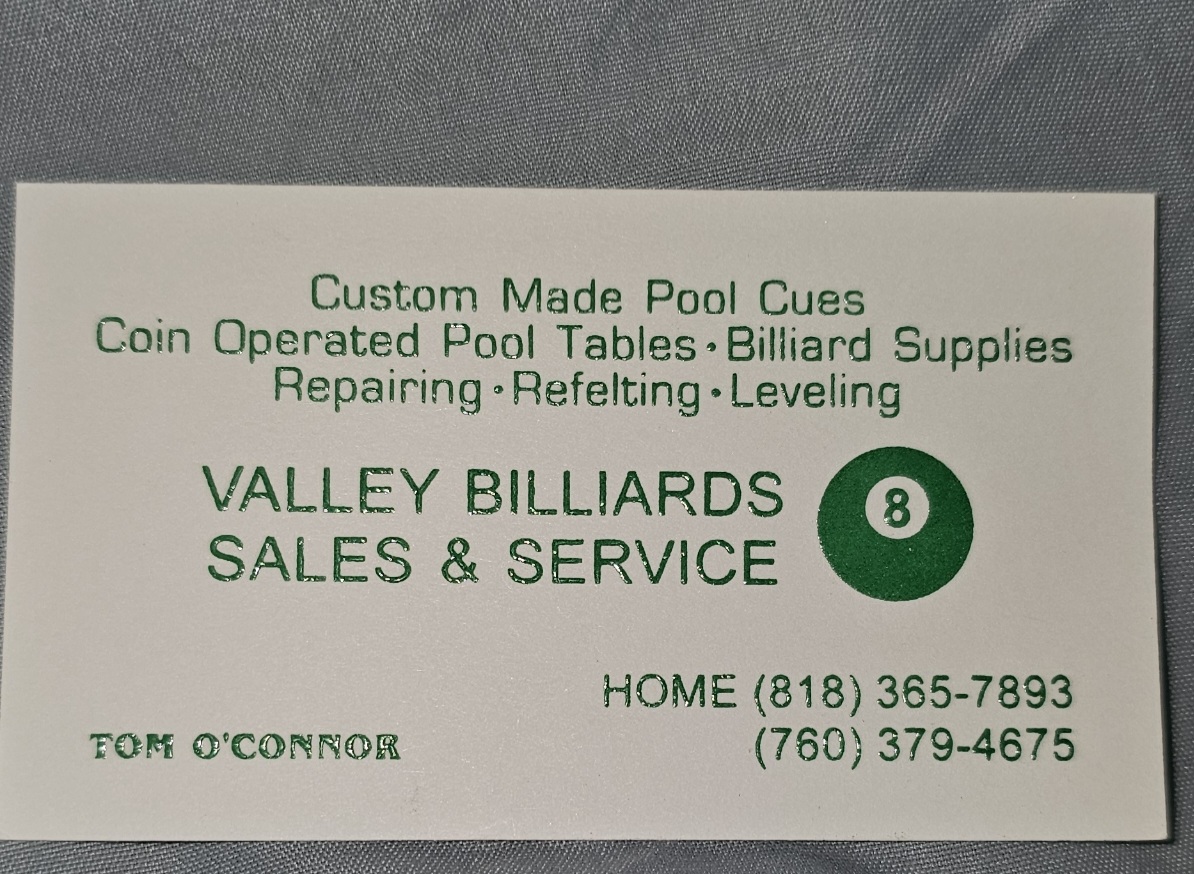 Custom Made Pool Cues
Coin Operated Pool Tables • Billiard Supplies
Repairing • Refelting • Leveling
VALLEY BILLIARDS
SALES & SERVICE
8
HOME (818) 365-7893
TOM O'CONNOR (760) 379-4675